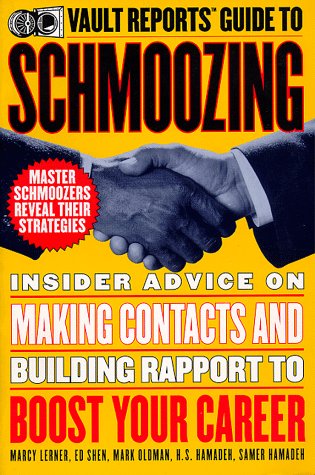 VAULT REPORTS™ GUIDE TO
SCHMOOZING
MASTER
SCHMOOZERS
REVEAL THEIR
STRATEGIES
INSIDER ADVICE ON
MAKING CONTACTS AND
BUILDING RAPPORT TO
BOOST YOUR CAREER
MARCY LERNER, ED SHEN, MARK OLDMAN, H.S. HAMADEH, SAMER HAMADEH